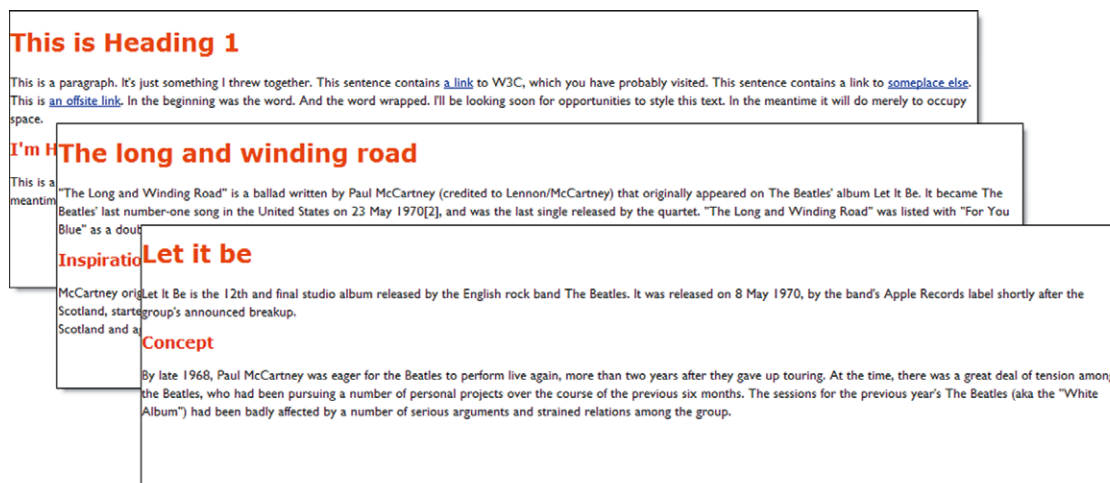 This is Heading 1
This is a paragraph. It's just something I threw together. This sentence contains a link to W3C, which you have probably visited. This sentence contains a link to someplace else.
This is an offsite link. In the beginning was the word. And the word wrapped. I'll be looking soon for opportunities to style this text. In the meantime it will do merely to occupy
space.
I'm H
This is a
meantim
The long and winding road
"The Long and Winding Road" is a ballad written by Paul McCartney (credited to Lennon/McCartney) that originally appeared on The Beatles' album Let It Be. It became The
Beatles' last number-one song in the United States on 23 May 1970[2], and was the last single released by the quartet. "The Long and Winding Road" was listed with "For You
Blue" as a doub
Inspiratio
McCartney orig
Scotland, starte
Scotland and a
Let it be
Let It Be is the 12th and final studio album released by the English rock band The Beatles. It was released on 8 May 1970, by the band's Apple Records label shortly after the
group's announced breakup.
Concept
By late 1968, Paul McCartney was eager for the Beatles to perform live again, more than two years after they gave up touring. At the time, there was a great deal of tension among
the Beatles, who had been pursuing a number of personal projects over the course of the previous six months. The sessions for the previous year's The Beatles (aka the "White
Album") had been badly affected by a number of serious arguments and strained relations among the group.